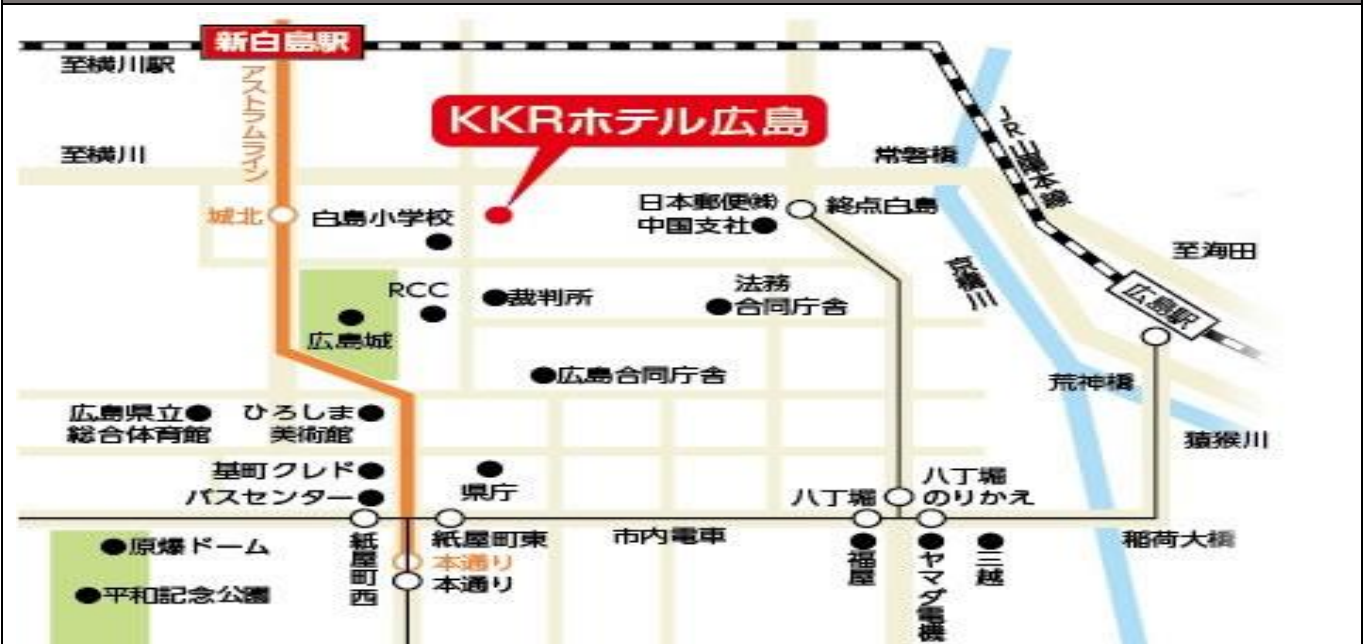 新白島駅
至横川駅
アストラムライン
KKRホテル広島
JR山陽本線
至横川
常磐橋
城北
白島小学校
日本郵便㈱
中国支社
終点白島
至海田
京橋川
RCC
裁判所
法務
合同庁舎
広島駅
広島城
広島合同庁舎
荒神橋
広島県立
総合体育館
ひろしま
美術館
猿猴川
基町クレド
バスセンター
県庁
八丁堀
八丁堀
のりかえ
原爆ドーム
紙屋町西
紙屋町東
市内電車
稲荷大橋
本通り
本通り
福屋
ヤマダ電機
三越
平和記念公園